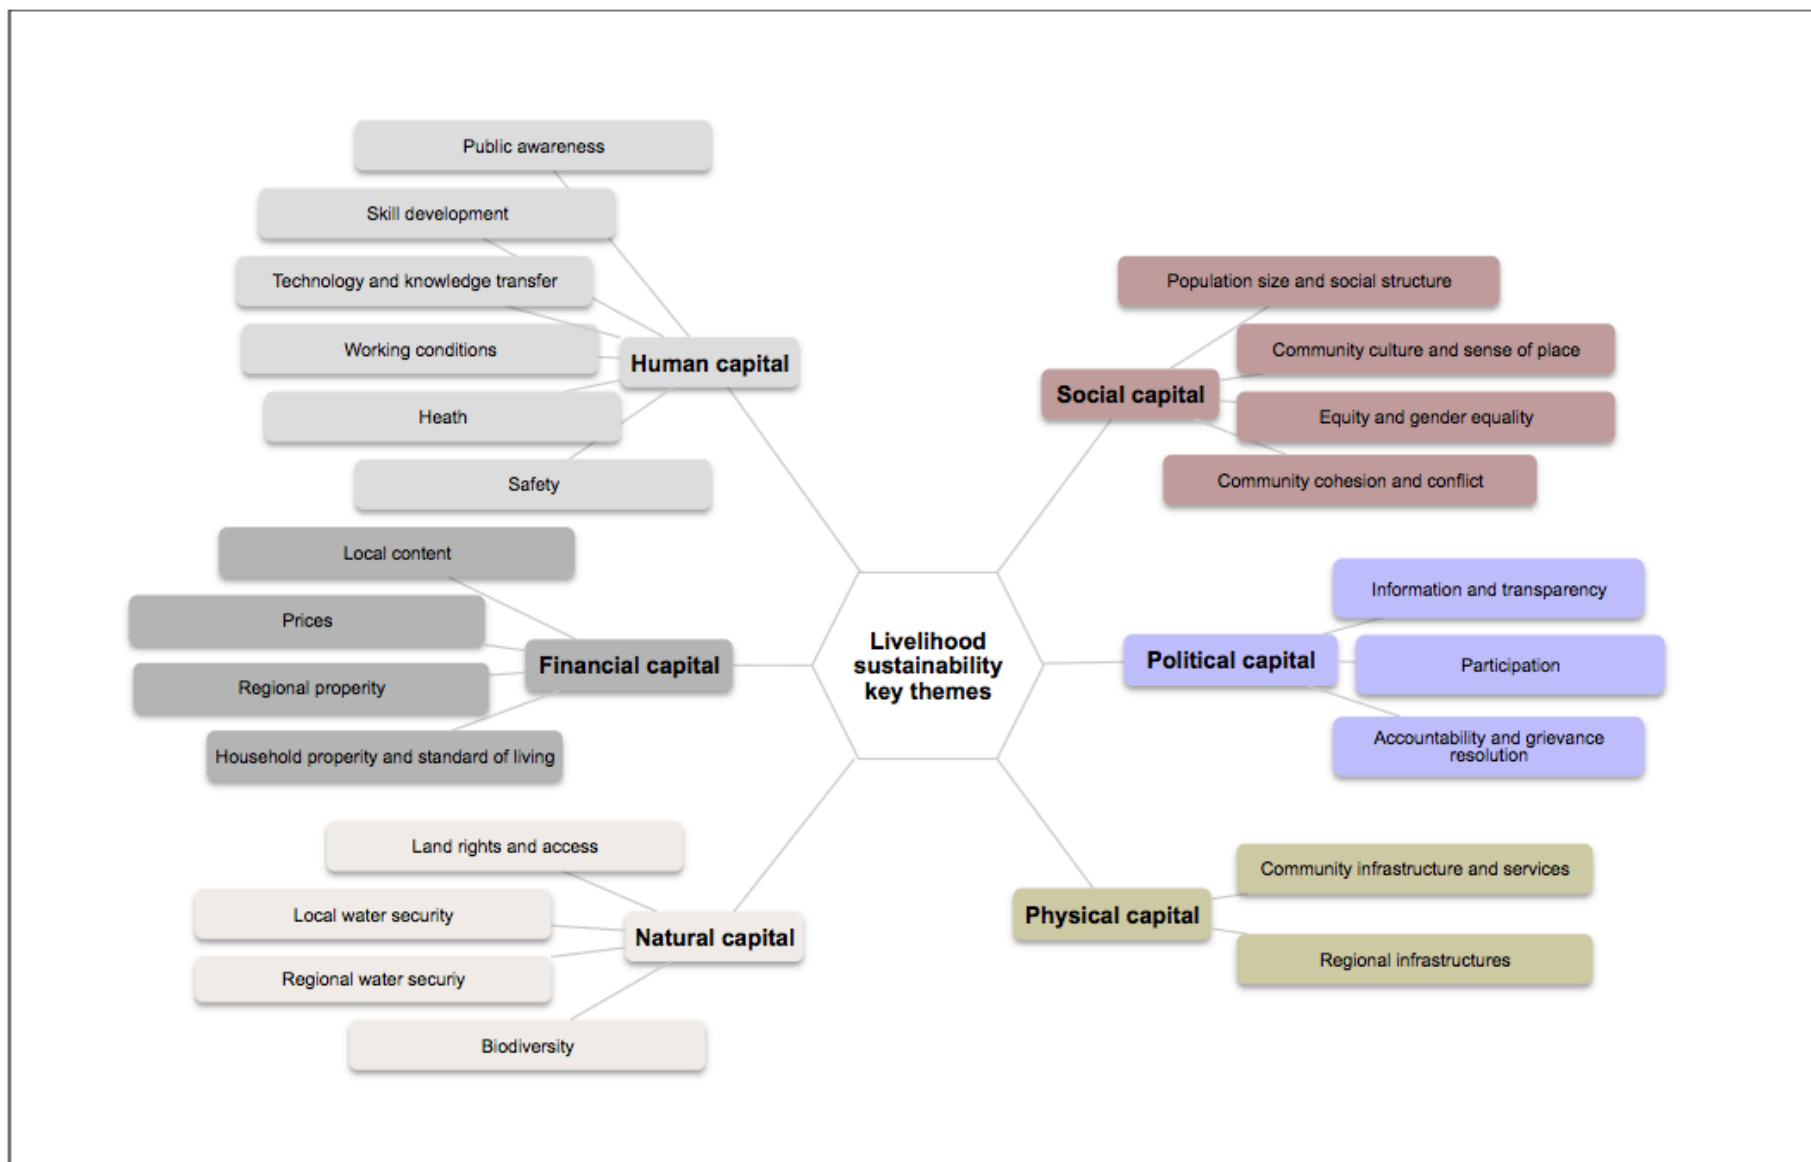 Public awareness
Skill development
Technology and knowledge transfer
Working conditions
Heath
Safety
Human capital
Local content
Prices
Regional properity
Household properity and standard of living
Financial capital
Land rights and access
Local water security
Regional water securiy
Biodiversity
Natural capital
Livelihood
sustainability
key themes
Population size and social structure
Community culture and sense of place
Equity and gender equality
Community cohesion and conflict
Social capital
Information and transparency
Participation
Accountability and grievance
resolution
Political capital
Community infrastructure and services
Regional infrastructures
Physical capital